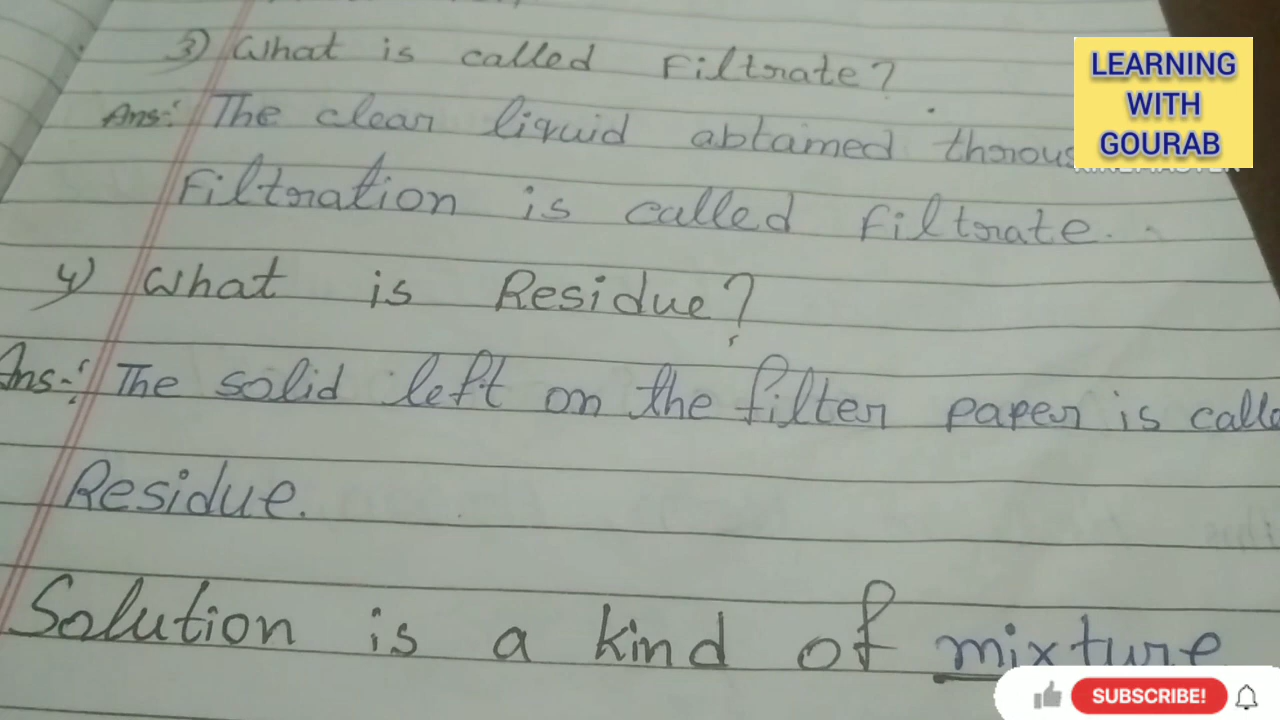 3) What is called Filtrate?
Ans:- The clear liquid abtained throug
Filtration is called Filtrate.
4) What is Residue?
Ans:- The solid left on the filter paper is calle
Residue.
Solution is a kind of mixture
LEARNING
WITH
GOURAB
SUBSCRIBE!